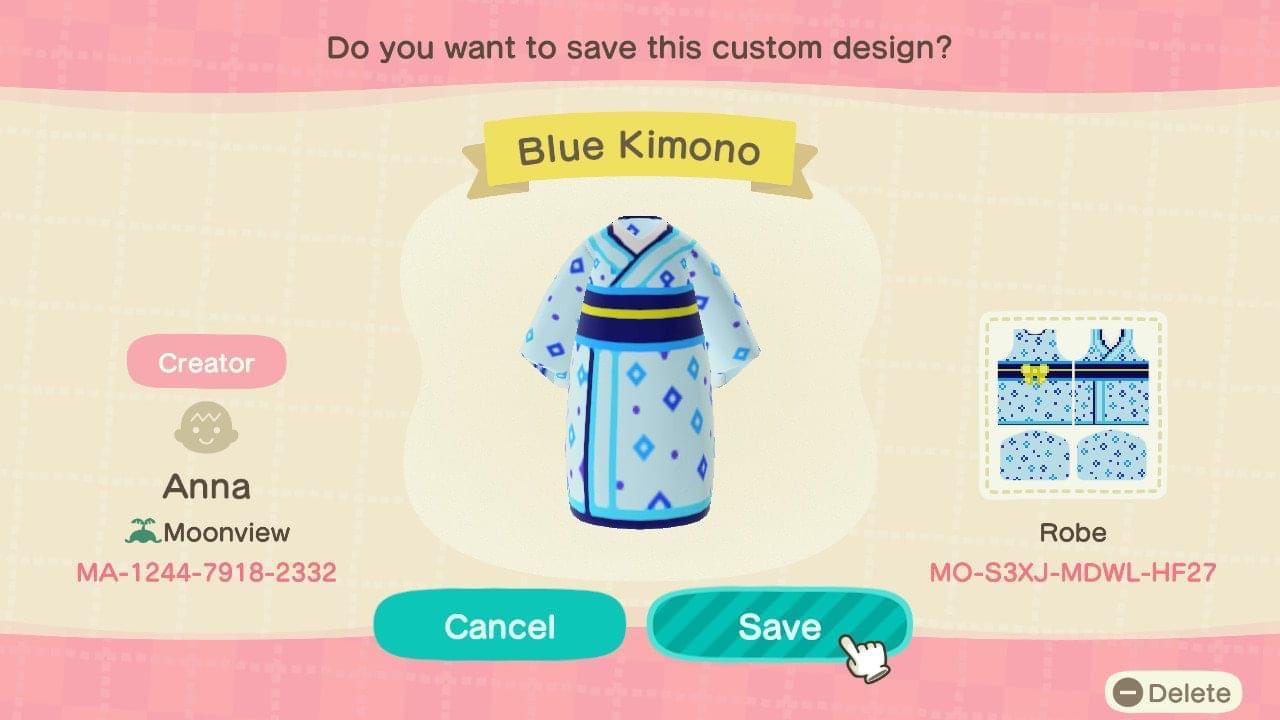 Do you want to save this custom design?
Blue Kimono
Creator
Anna
Moonview
MA-1244-7918-2332
Robe
MO-S3XJ-MDWL-HF27
Cancel
Save
Delete